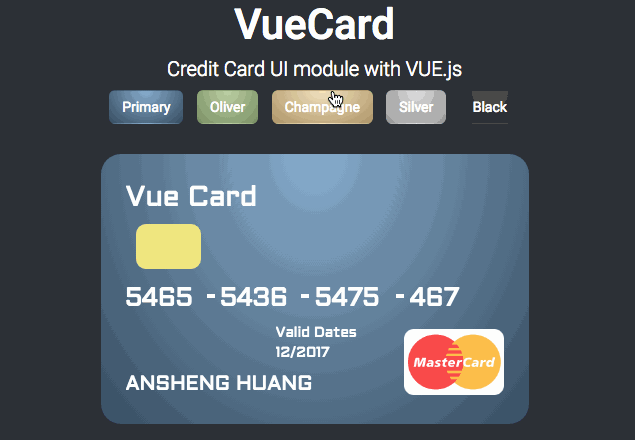 VueCard
Credit Card UI module with VUE.js
Primary Oliver Champagne Silver Black
Vue Card
5465 -5436 -5475 -467
Valid Dates
12/2017
MasterCard
ANSHENG HUANG